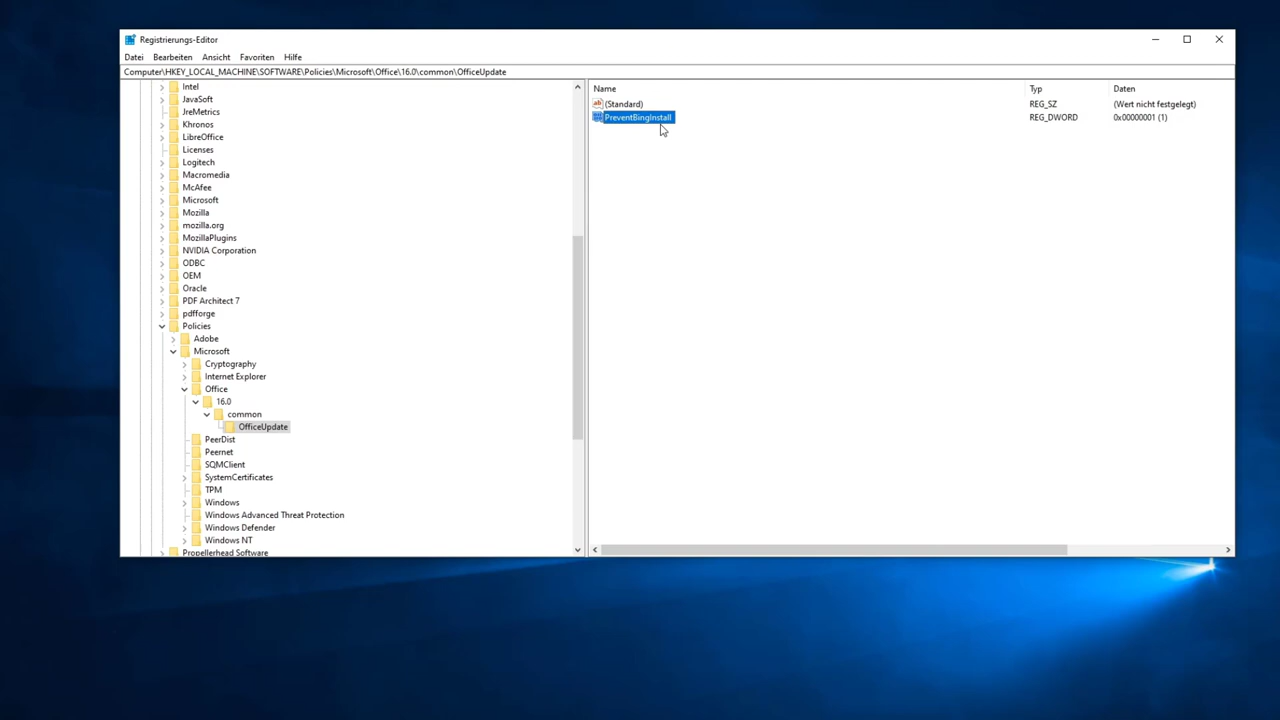 Registrierungs-Editor
Datei Bearbeiten Ansicht Favoriten Hilfe
Computer\HKEY_LOCAL_MACHINE\SOFTWARE\Policies\Microsoft\Office\16.0\common\OfficeUpdate
Intel
JavaSoft
JreMetrics
Khronos
LibreOffice
Licenses
Logitech
Macromedia
McAfee
Microsoft
Mozilla
mozilla.org
MozillaPlugins
NVIDIA Corporation
ODBC
OEM
Oracle
PDF Architect 7
pdfforge
Policies
Adobe
Microsoft
Cryptography
Internet Explorer
Office
16.0
common
OfficeUpdate
PeerDist
Peernet
SQMClient
SystemCertificates
TPM
Windows
Windows Advanced Threat Protection
Windows Defender
Windows NT
Propellerhead Software
Name Typ Daten
(Standard) REG_SZ (Wert nicht festgelegt)
PreventBingInstall REG_DWORD 0x00000001 (1)